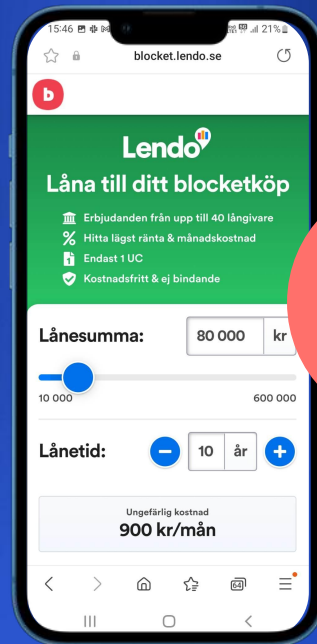 15:46
21%
blocket.lendo.se
b
Lendo
Låna till ditt blocketköp
Erbjudanden från upp till 40 långivare
% Hitta lägst ränta & månadskostnad
1 Endast 1 UC
Kostnadsfritt & ej bindande
Lånesumma: 80 000 kr
10 000 600 000
Lånetid: − 10 år +
Ungefärlig kostnad
900 kr/mån
64